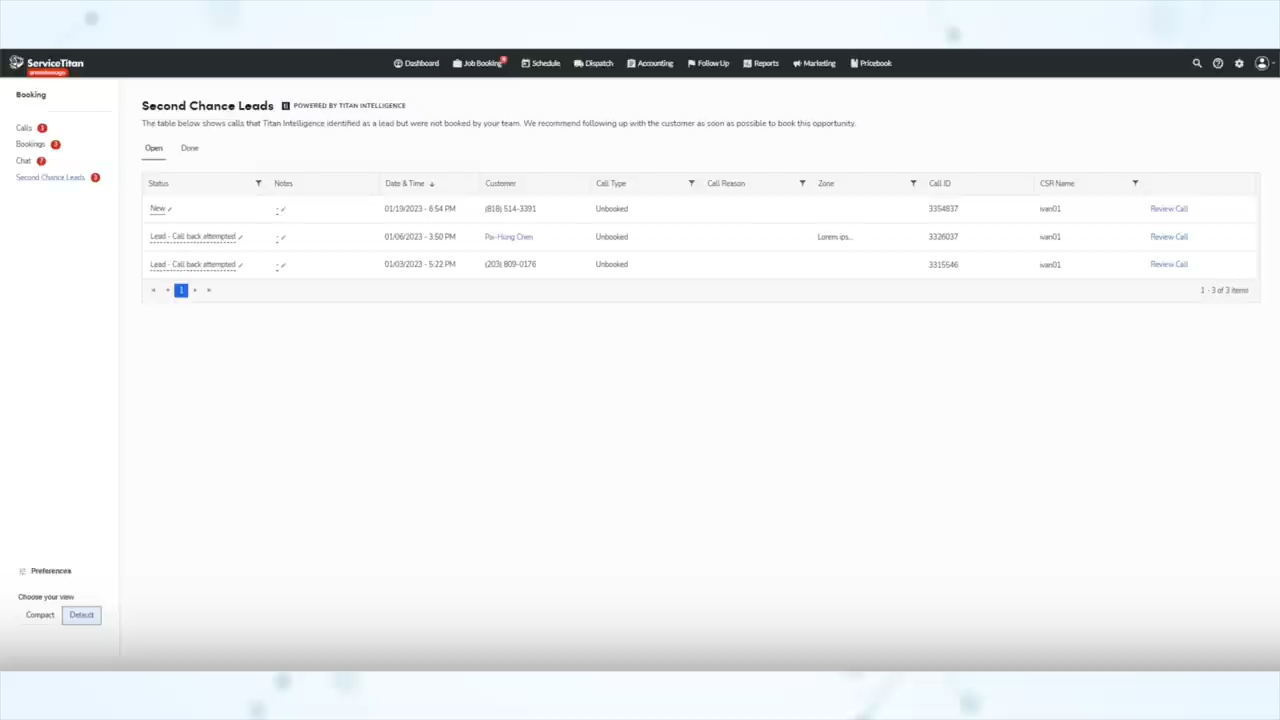 ServiceTitan
Dashboard Job Booking Schedule Dispatch Accounting Follow Up Reports Marketing Pricebook
Booking
Calls
Bookings
Chat
Second Chance Leads
Second Chance Leads POWERED BY TITAN INTELLIGENCE
The table below shows calls that Titan Intelligence identified as a lead but were not booked by your team. We recommend following up with the customer as soon as possible to book this opportunity.
Open Done
Status Notes Date & Time Customer Call Type Call Reason Zone Call ID CSR Name
New - 01/19/2023 - 6:54 PM (818) 514-3391 Unbooked 3354837 ivan01 Review Call
Lead - Call back attempted - 01/06/2023 - 3:50 PM Pai-Hung Chen Unbooked Lorem ips... 3326037 ivan01 Review Call
Lead - Call back attempted - 01/03/2023 - 5:22 PM (203) 809-0176 Unbooked 3315546 ivan01 Review Call
1
1 - 3 of 3 items
Preferences
Choose your view
Compact Default